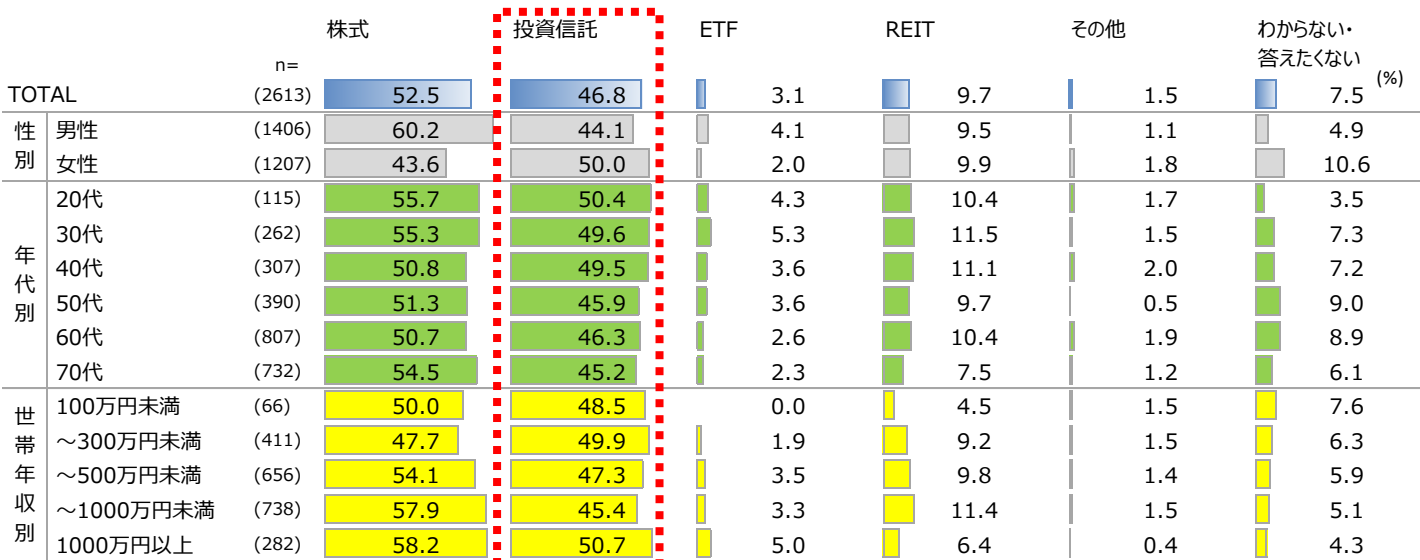 株式 投資信託 ETF REIT その他 わからない・
答えたくない
n= (%)
TOTAL (2613) 52.5 46.8 3.1 9.7 1.5 7.5
性別 男性 (1406) 60.2 44.1 4.1 9.5 1.1 4.9
女性 (1207) 43.6 50.0 2.0 9.9 1.8 10.6
年代別 20代 (115) 55.7 50.4 4.3 10.4 1.7 3.5
30代 (262) 55.3 49.6 5.3 11.5 1.5 7.3
40代 (307) 50.8 49.5 3.6 11.1 2.0 7.2
50代 (390) 51.3 45.9 3.6 9.7 0.5 9.0
60代 (807) 50.7 46.3 2.6 10.4 1.9 8.9
70代 (732) 54.5 45.2 2.3 7.5 1.2 6.1
世帯年収別 100万円未満 (66) 50.0 48.5 0.0 4.5 1.5 7.6
～300万円未満 (411) 47.7 49.9 1.9 9.2 1.5 6.3
～500万円未満 (656) 54.1 47.3 3.5 9.8 1.4 5.9
～1000万円未満 (738) 57.9 45.4 3.3 11.4 1.5 5.1
1000万円以上 (282) 58.2 50.7 5.0 6.4 0.4 4.3